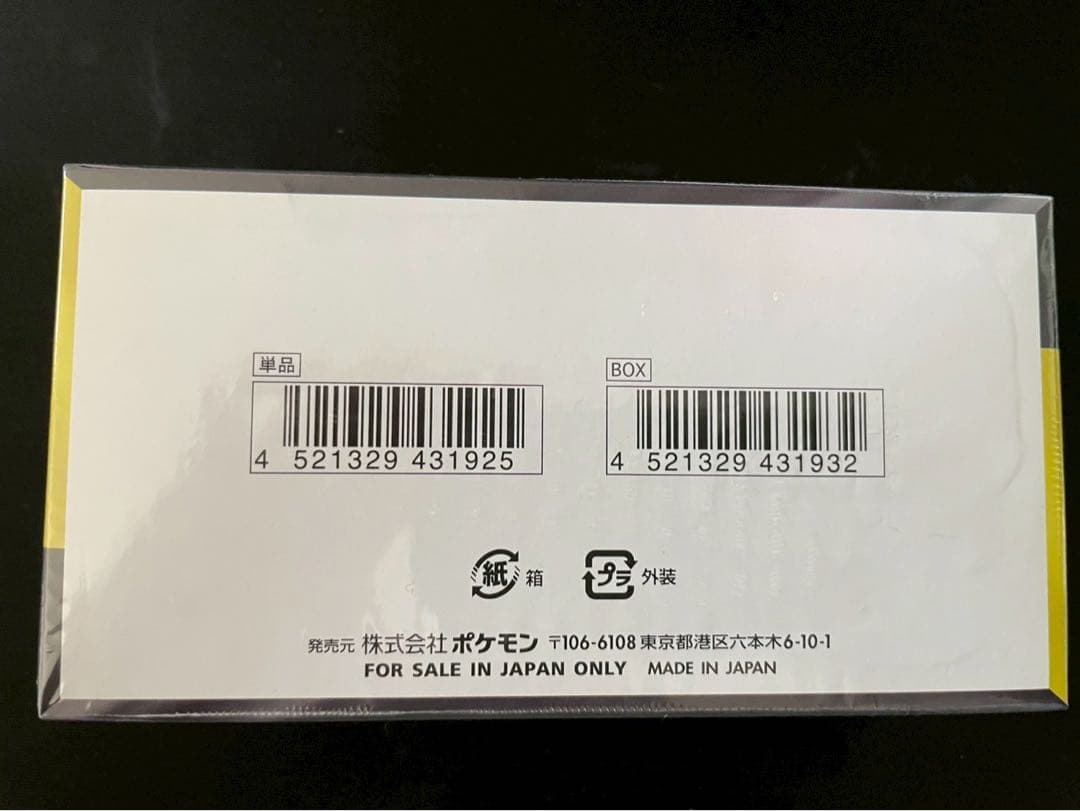 単品
BOX
4 521329 431925
4 521329 431932
紙 箱
プラ 外装
発売元 株式会社ポケモン 〒106-6108 東京都港区六本木6-10-1
FOR SALE IN JAPAN ONLY MADE IN JAPAN